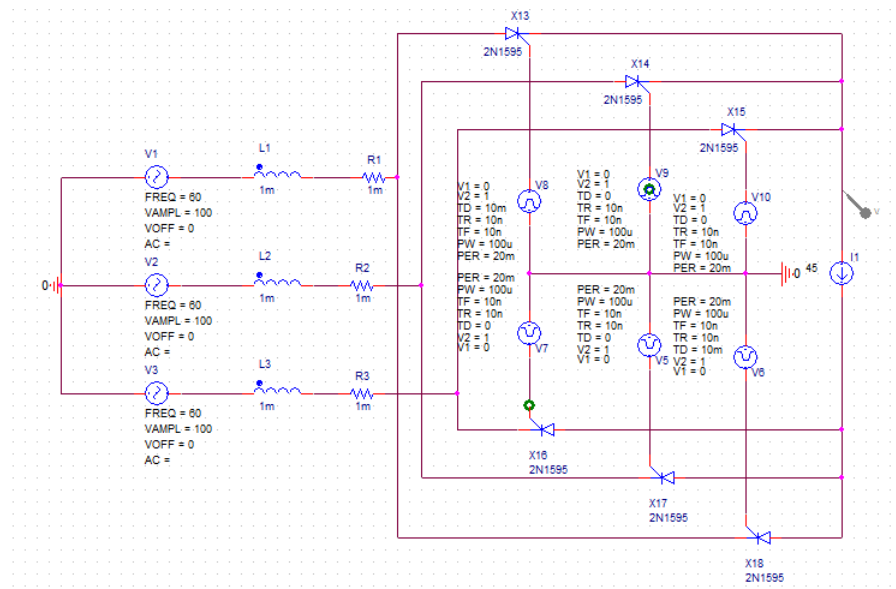 X13
2N1595
X14
2N1595
X15
2N1595
V1
L1
R1
1m
1m
FREQ = 60
VAMPL = 100
VOFF = 0
AC =
V2
L2
R2
1m
1m
FREQ = 60
VAMPL = 100
VOFF = 0
AC =
V3
L3
R3
1m
1m
FREQ = 60
VAMPL = 100
VOFF = 0
AC =
0
V8
V1 = 0
V2 = 1
TD = 10m
TR = 10n
TF = 10n
PW = 100u
PER = 20m
V9
V1 = 0
V2 = 1
TD = 0
TR = 10n
TF = 10n
PW = 100u
PER = 20m
V10
V1 = 0
V2 = 1
TD = 0
TR = 10n
TF = 10n
PW = 100u
PER = 20m
0
45
I1
V
PER = 20m
PW = 100u
TF = 10n
TR = 10n
TD = 0
V2 = 1
V1 = 0
V7
PER = 20m
PW = 100u
TF = 10n
TR = 10n
TD = 0
V2 = 1
V1 = 0
V5
PER = 20m
PW = 100u
TF = 10n
TR = 10n
TD = 10m
V2 = 1
V1 = 0
V6
X16
2N1595
X17
2N1595
X18
2N1595